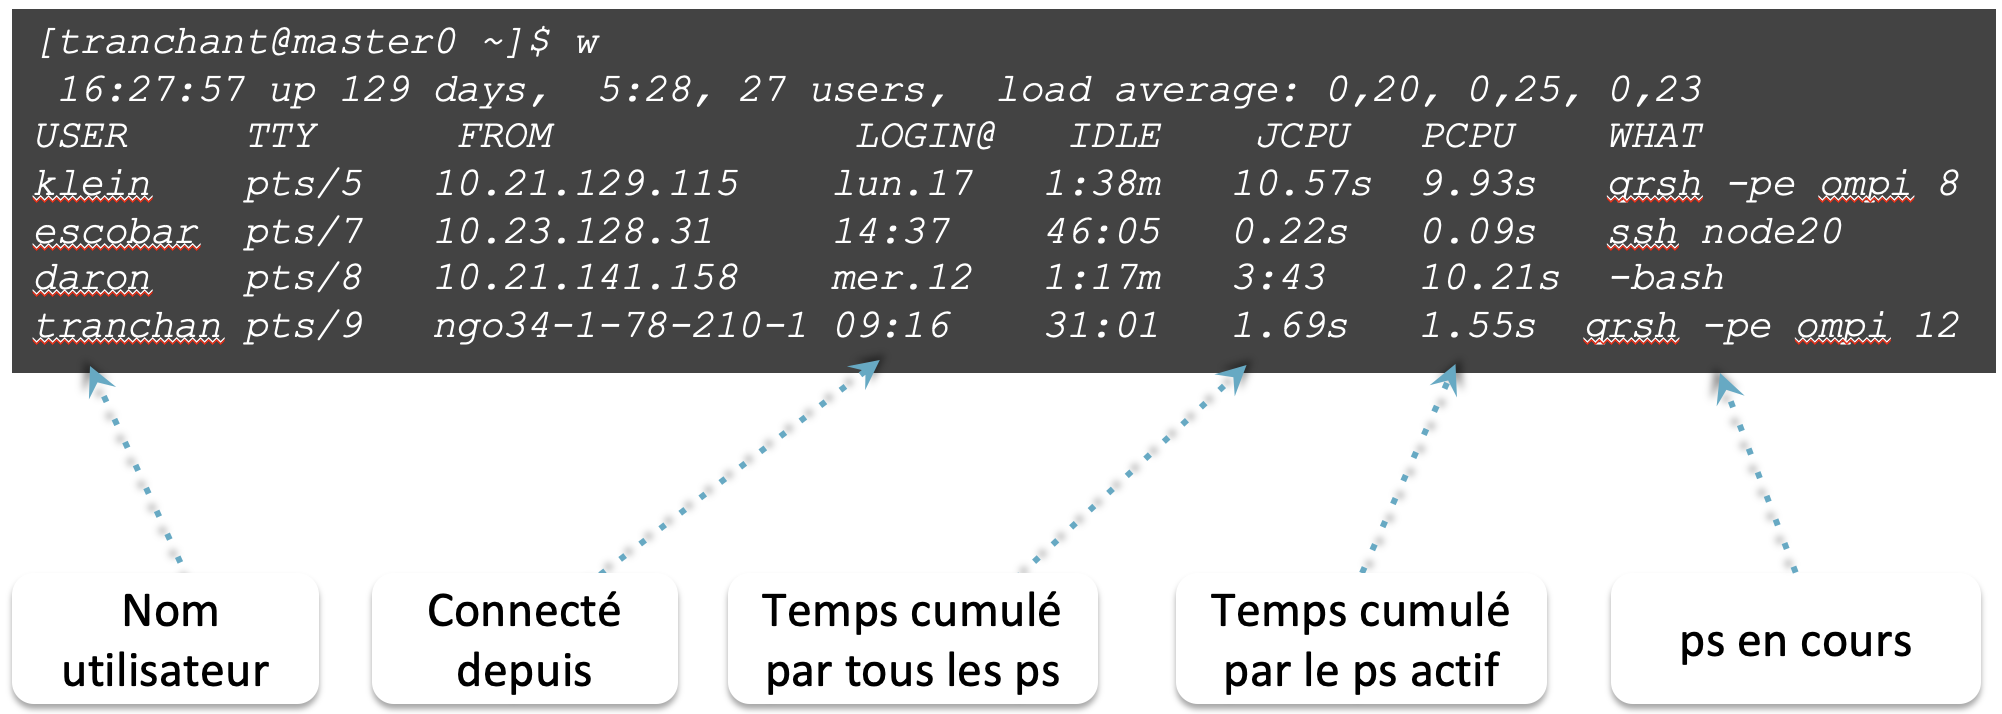 [tranchant@master0 ~]$ w
16:27:57 up 129 days, 5:28, 27 users, load average: 0,20, 0,25, 0,23
USER TTY FROM LOGIN@ IDLE JCPU PCPU WHAT
klein pts/5 10.21.129.115 lun.17 1:38m 10.57s 9.93s qrsh -pe ompi 8
escobar pts/7 10.23.128.31 14:37 46:05 0.22s 0.09s ssh node20
daron pts/8 10.21.141.158 mer.12 1:17m 3:43 10.21s -bash
tranchan pts/9 ngo34-1-78-210-1 09:16 31:01 1.69s 1.55s qrsh -pe ompi 12
Nom
utilisateur
Connecté
depuis
Temps cumulé
par tous les ps
Temps cumulé
par le ps actif
ps en cours